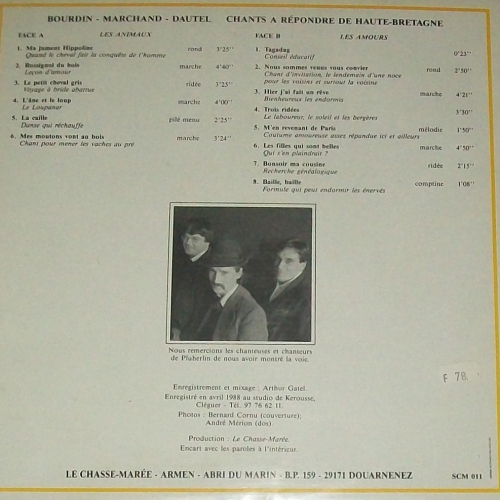 BOURDIN - MARCHAND - DAUTEL CHANTS A RÉPONDRE DE HAUTE-BRETAGNE
FACE A LES ANIMAUX
1. Ma jument Hippoline rond 3'25''
Quand le cheval fait la conquête de l'homme
2. Rossignol du bois marche 4'40''
Leçon d'amour
3. Le petit cheval gris ridée 3'25''
Voyage à bride abattue
4. L'âne et le loup marche 4'00''
Le Loupanar
5. La caille pilé menu 2'25''
Danse qui réchauffe
6. Mes moutons vont au bois marche 3'24''
Chant pour mener les vaches au pré
FACE B LES AMOURS
1. Tagadag 0'23''
Conseil éducatif
2. Nous sommes venus vous convier rond 2'50''
Chant d'invitation, le lendemain d'une noce
pour les voisins et surtout la voisine
3. Hier j'ai fait un rêve marche 4'21''
Bienheureux les endormis
4. Trois ridées 3'30''
Le laboureur, le soleil et les bergères
5. M'en revenant de Paris mélodie 1'50''
Coutume amoureuse assez répandue ici et ailleurs
6. Les filles qui sont belles marche 4'50''
Qui s'en plaindrait ?
7. Bonsoir ma cousine ridée 2'15''
Recherche généalogique
8. Baille, baille comptine 1'08''
Formule qui peut endormir les énervés
Nous remercions les chanteuses et chanteurs
de Pluherlin de nous avoir montré la voie.
F 78
Enregistrement et mixage : Arthur Gatel.
Enregistré en avril 1988 au studio de Kerousse,
Cléguer - Tél. 97 76 62 11.
Photos : Bernard Cornu (couverture);
André Mérion (dos).
Production : Le Chasse-Marée.
Encart avec les paroles à l'intérieur.
LE CHASSE-MARÉE - ARMEN - ABRI DU MARIN - B.P. 159 - 29171 DOUARNENEZ SCM 011